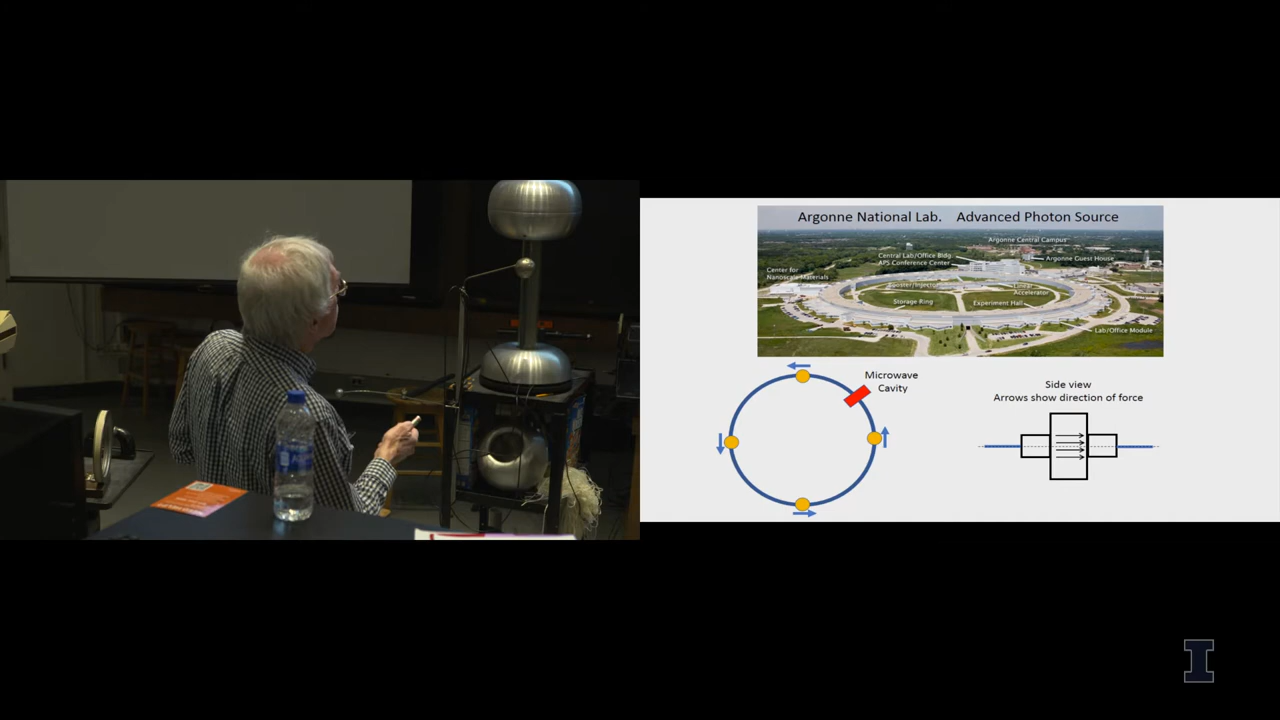 Argonne National Lab. Advanced Photon Source
Argonne Central Campus
Central Lab/Office Bldg
APS Conference Center
Argonne Guest House
Center for
Nanoscale Materials
Booster/Injector
Linear
Accelerator
Storage Ring
Experiment Hall
Lab/Office Module
Microwave
Cavity
Side view
Arrows show direction of force
I